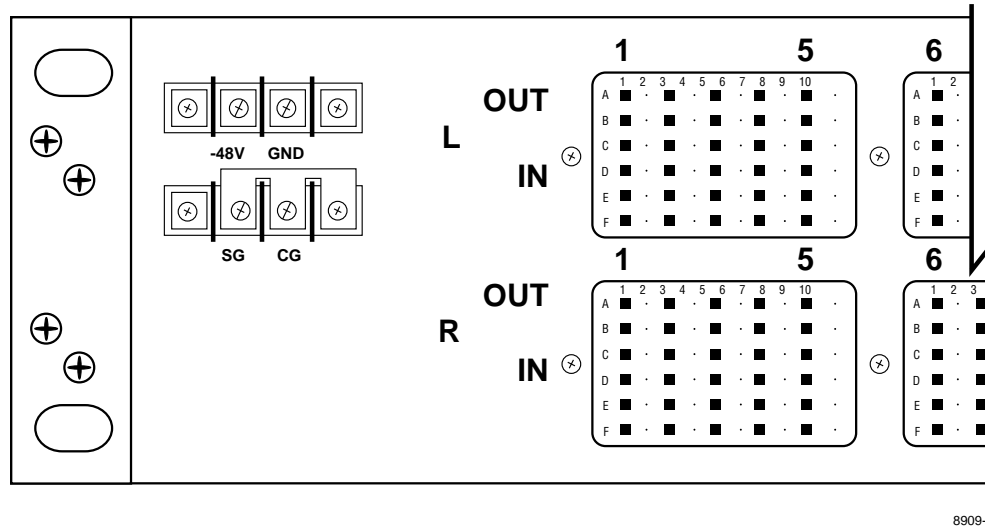 1 5 6
1 2 3 4 5 6 7 8 9 10 1 2
OUT A A
B B
L C C
-48V GND
IN D D
E E
F F
SG CG
1 5 6
1 2 3 4 5 6 7 8 9 10 1 2 3
OUT A A
R B B
C C
IN D D
E E
F F
8909-